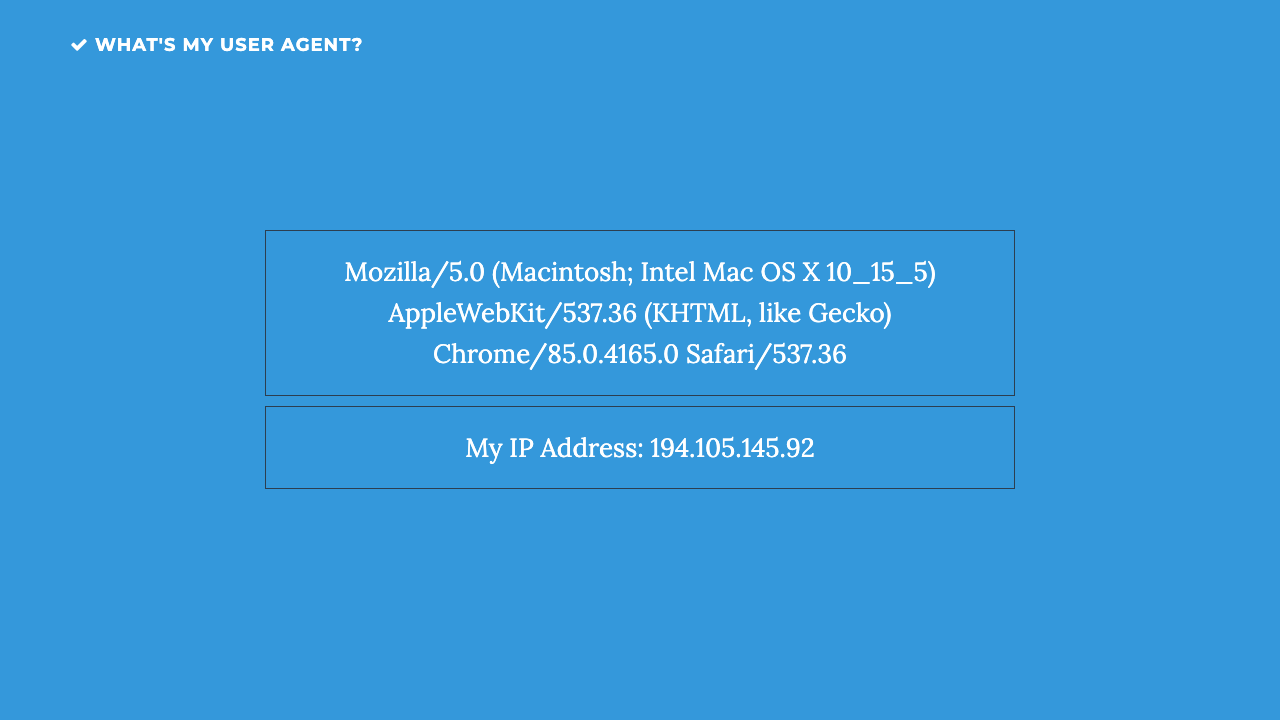 WHAT'S MY USER AGENT?
Mozilla/5.0 (Macintosh; Intel Mac OS X 10_15_5)
AppleWebKit/537.36 (KHTML, like Gecko)
Chrome/85.0.4165.0 Safari/537.36
My IP Address: 194.105.145.92